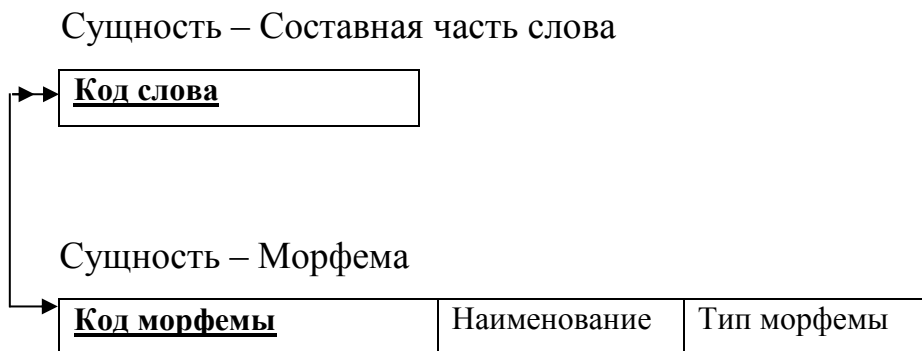 Сущность – Составная часть слова
Код слова
Сущность – Морфема
Код морфемы Наименование Тип морфемы